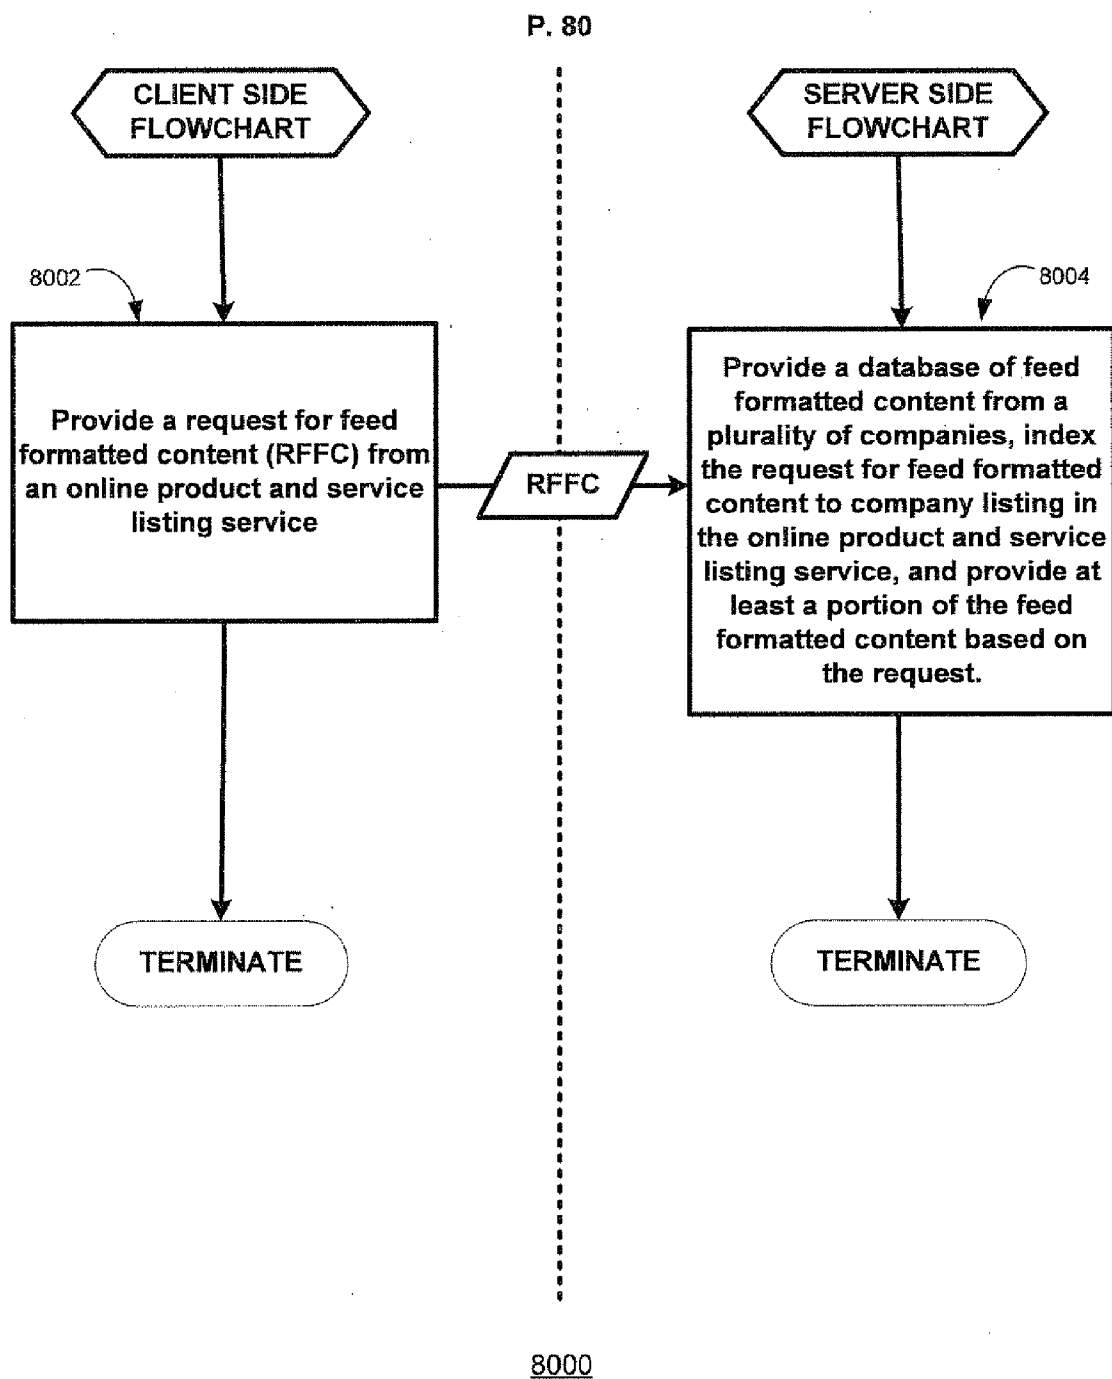 P. 80
CLIENT SIDE
FLOWCHART
8002
Provide a request for feed
formatted content (RFFC) from
an online product and service
listing service
TERMINATE
RFFC
SERVER SIDE
FLOWCHART
8004
Provide a database of feed
formatted content from a
plurality of companies, index
the request for feed formatted
content to company listing in
the online product and service
listing service, and provide at
least a portion of the feed
formatted content based on
the request.
TERMINATE
8000